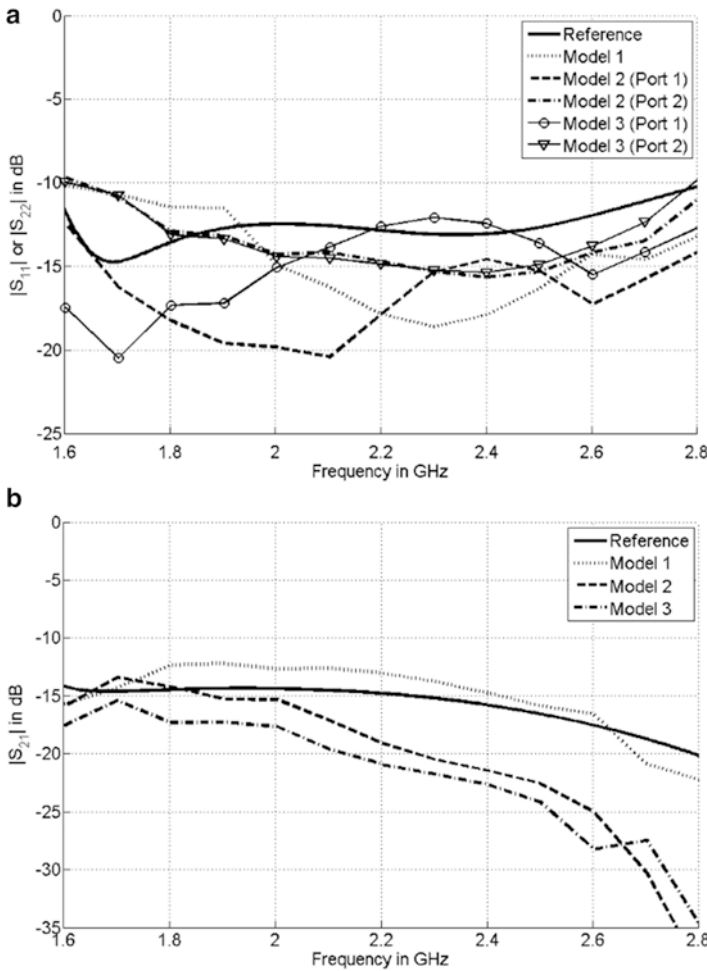 a
0
-5
-10
-15
-20
-25
|S11| or |S22| in dB
1.6
1.8
2
2.2
2.4
2.6
2.8
Frequency in GHz
Reference
Model 1
Model 2 (Port 1)
Model 2 (Port 2)
Model 3 (Port 1)
Model 3 (Port 2)
b
0
-5
-10
-15
-20
-25
-30
-35
|S21| in dB
1.6
1.8
2
2.2
2.4
2.6
2.8
Frequency in GHz
Reference
Model 1
Model 2
Model 3